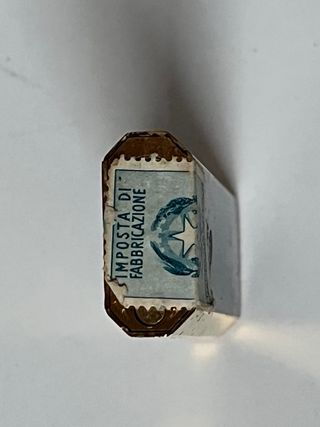 IMPOSTA DI
FABBRICAZIONE